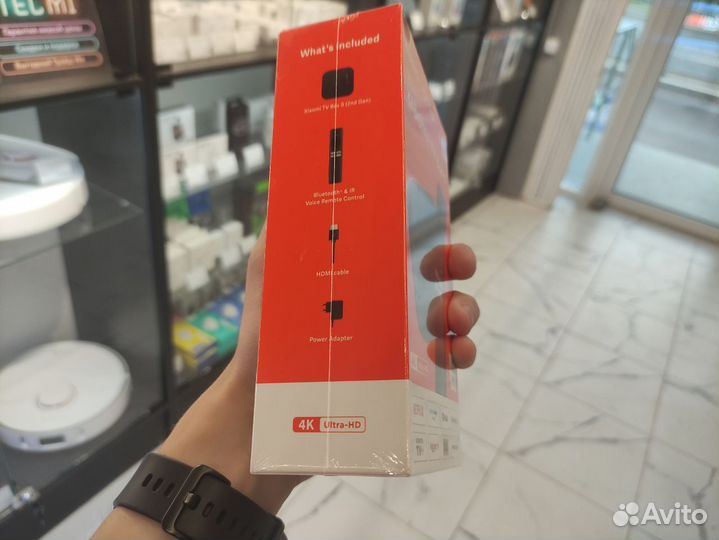 What's included
Xiaomi TV Box S (2nd Gen)
Bluetooth® & IR
Voice Remote Control
HDMI cable
Power Adapter
4K Ultra-HD
Avito